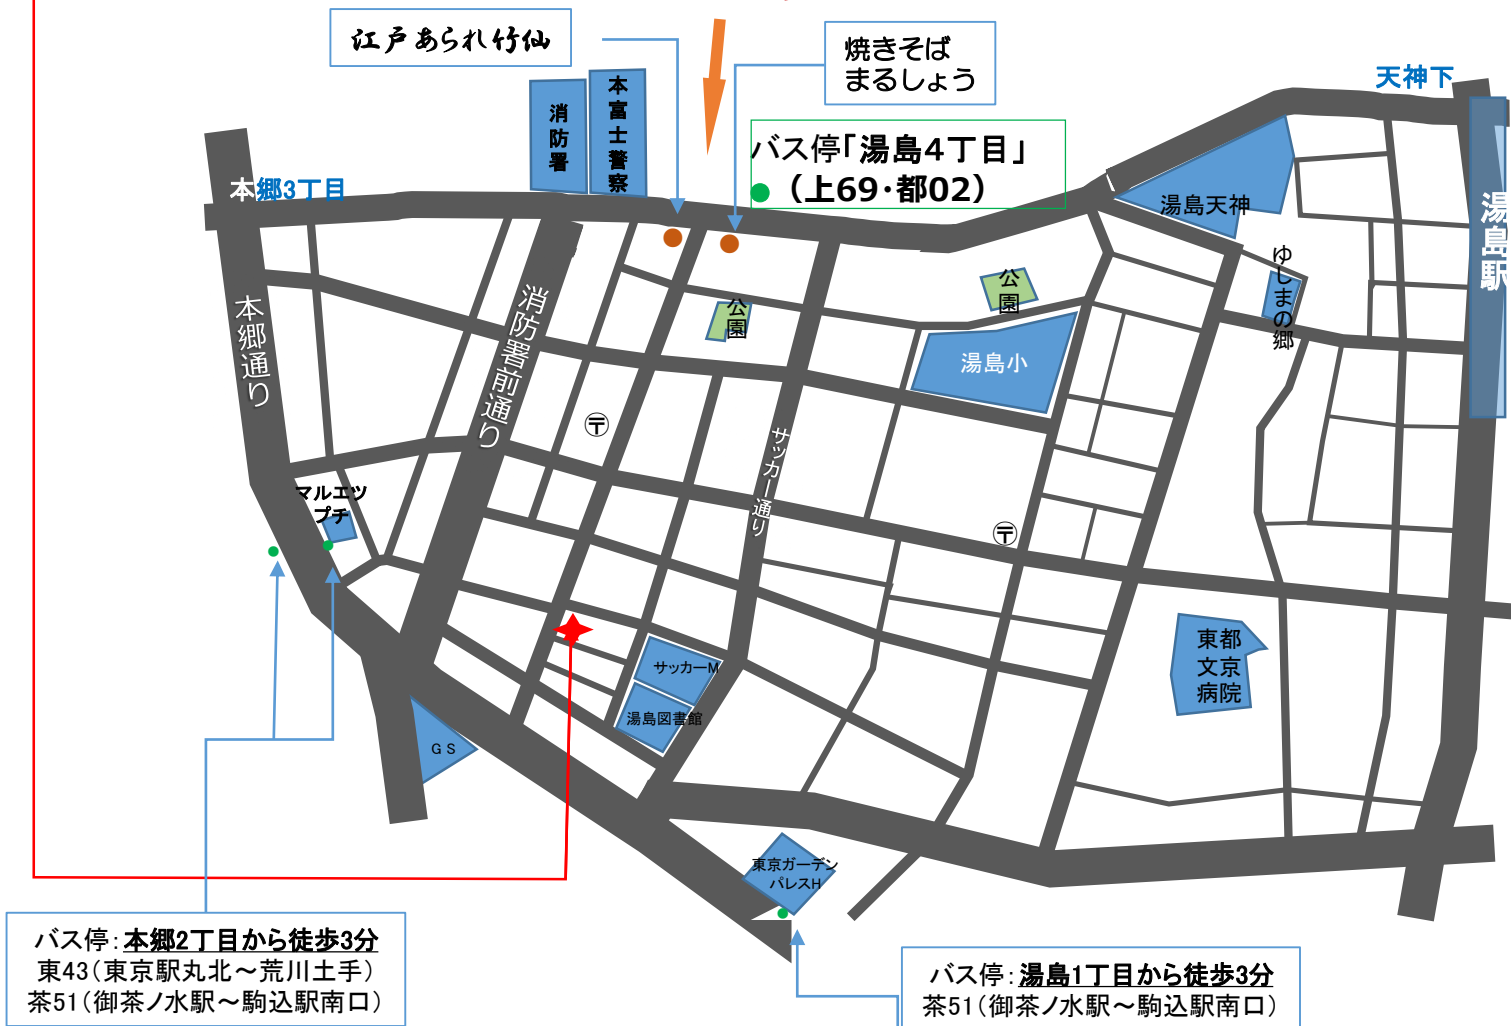 江戸あられ竹仙
焼きそば
まるしょう
天神下
消防署
本富士警察
バス停「湯島4丁目」
（上69・都02）
本郷3丁目
湯島天神
湯島駅
ゆしまの郷
公園
公園
本郷通り
消防署前通り
湯島小
〒
サッカー通り
マルエツ
プチ
〒
東都
文京
病院
サッカーM
湯島図書館
ＧＳ
東京ガーデン
パレスH
バス停：本郷2丁目から徒歩3分
東43（東京駅丸北～荒川土手）
茶51（御茶ノ水駅～駒込駅南口）
バス停：湯島1丁目から徒歩3分
茶51（御茶ノ水駅～駒込駅南口）